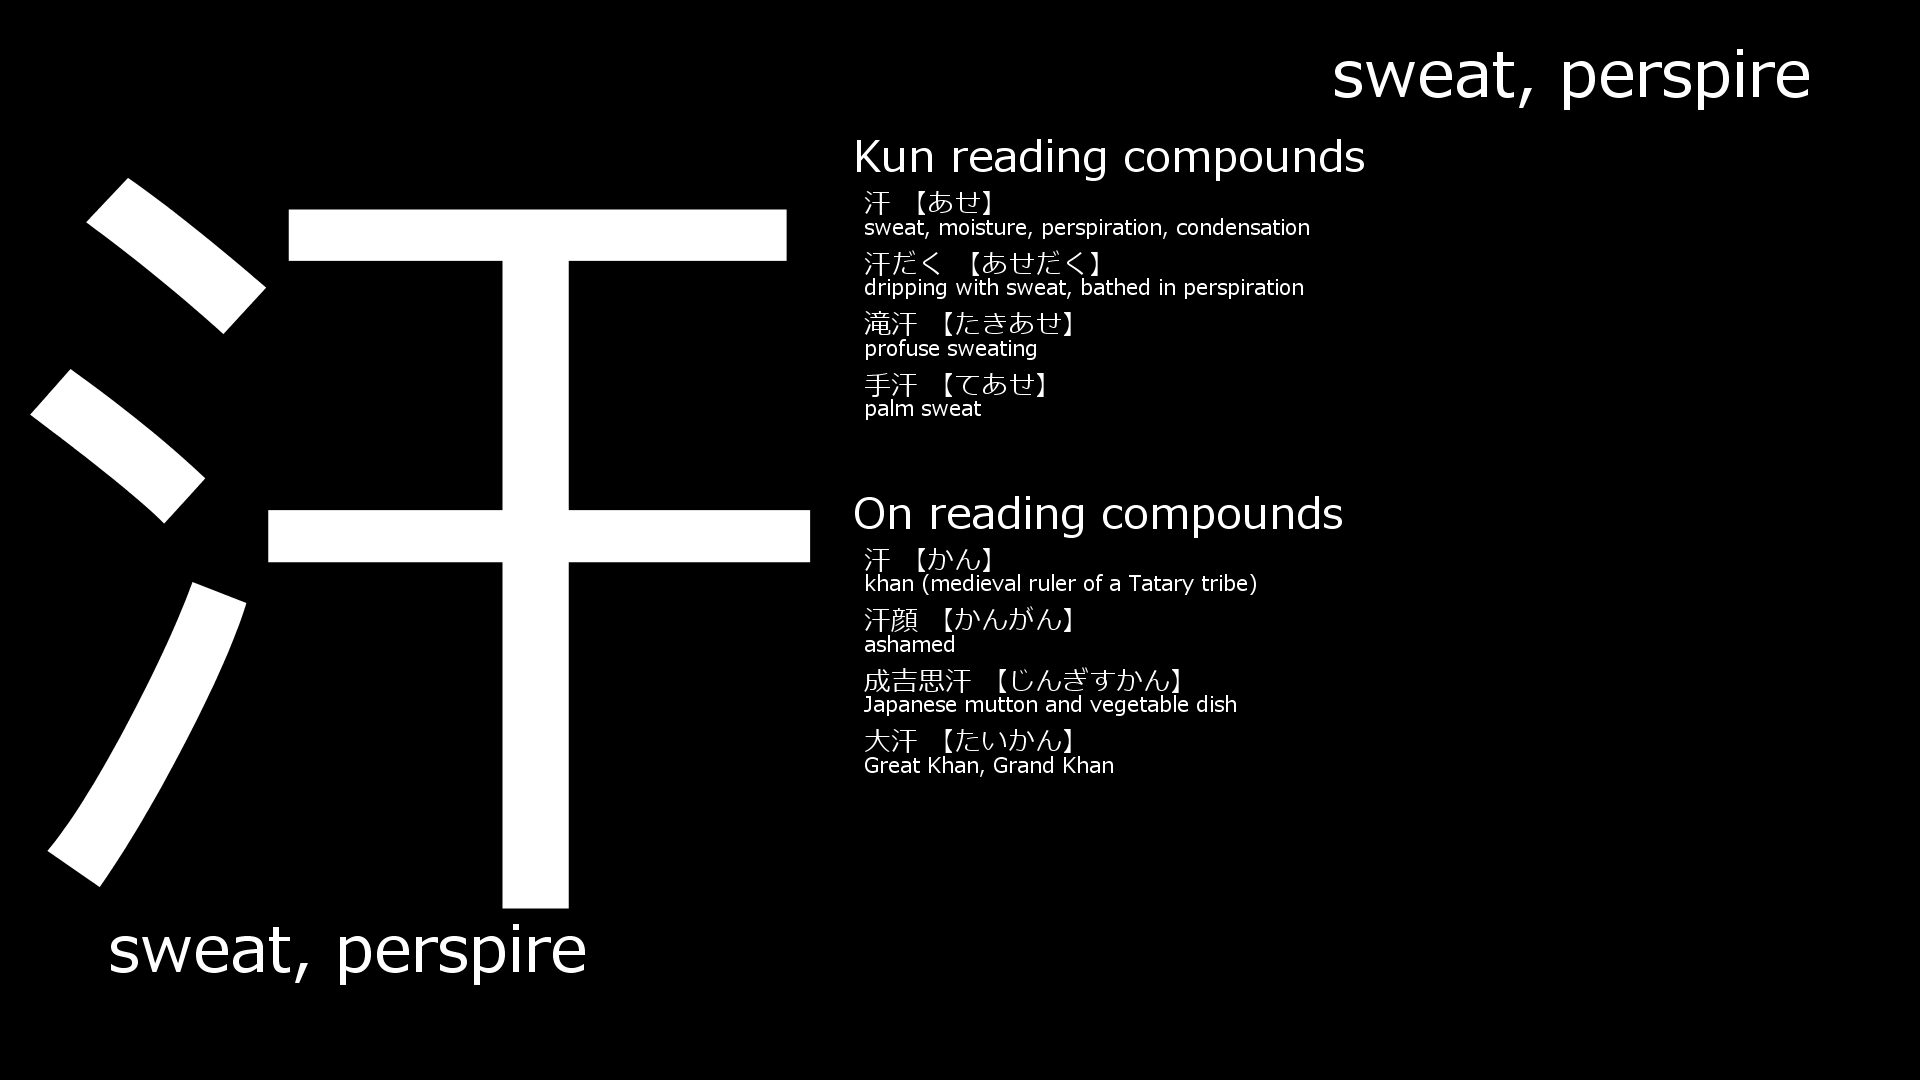 sweat, perspire
汗
sweat, perspire
Kun reading compounds
汗 【あせ】
sweat, moisture, perspiration, condensation
汗だく 【あせだく】
dripping with sweat, bathed in perspiration
滝汗 【たきあせ】
profuse sweating
手汗 【てあせ】
palm sweat
On reading compounds
汗 【かん】
khan (medieval ruler of a Tatary tribe)
汗顔 【かんがん】
ashamed
成吉思汗 【じんぎすかん】
Japanese mutton and vegetable dish
大汗 【たいかん】
Great Khan, Grand Khan